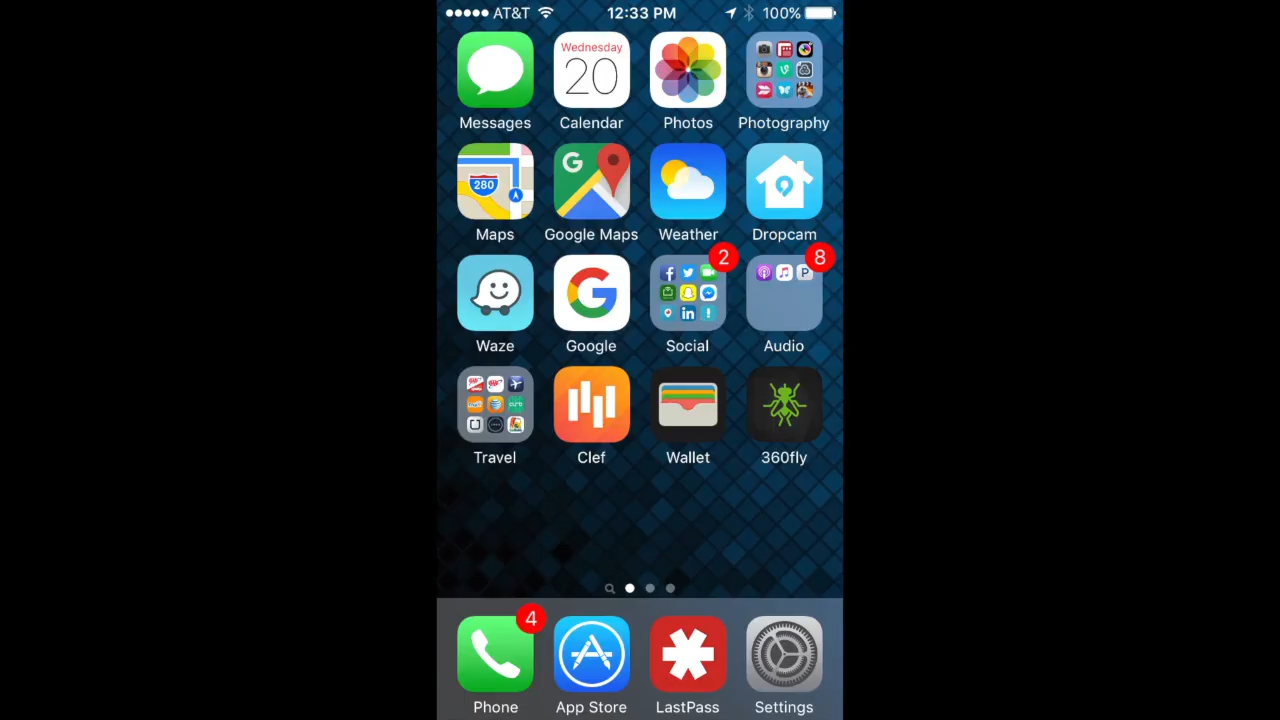 AT&T 12:33 PM 100%
Wednesday
20
Messages Calendar Photos Photography
G
280
Maps Google Maps Weather Dropcam
2 8
G
f in P
Waze Google Social Audio
Travel Clef Wallet 360fly
4
Phone App Store LastPass Settings